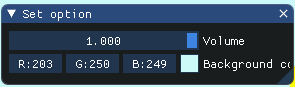 Set option
1.000 Volume
R:203 G:250 B:249 Background co